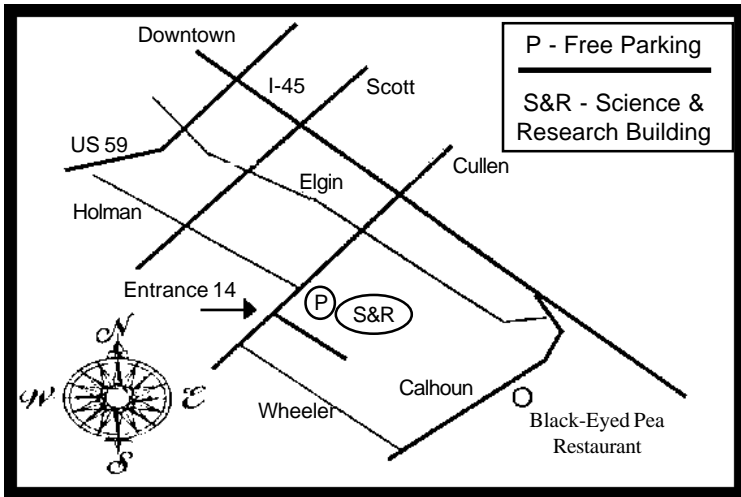 Downtown
P - Free Parking
S&R - Science &
Research Building
I-45
Scott
US 59
Cullen
Elgin
Holman
Entrance 14
P
S&R
N
W
E
S
Calhoun
Wheeler
Black-Eyed Pea
Restaurant